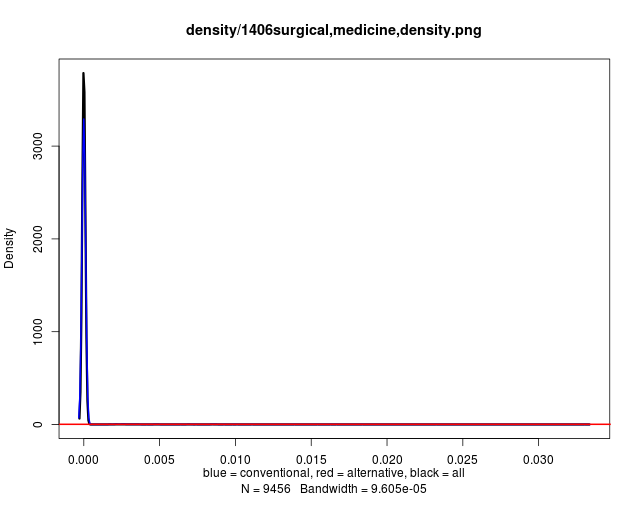 density/1406surgical,medicine,density.png
Density
3000
2000
1000
0
0.000 0.005 0.010 0.015 0.020 0.025 0.030
blue = conventional, red = alternative, black = all
N = 9456 Bandwidth = 9.605e-05